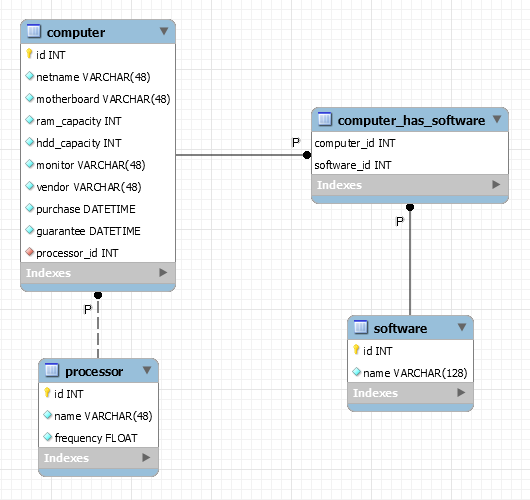 computer
id INT
netname VARCHAR(48)
motherboard VARCHAR(48)
ram_capacity INT
hdd_capacity INT
monitor VARCHAR(48)
vendor VARCHAR(48)
purchase DATETIME
guarantee DATETIME
processor_id INT
Indexes
P
computer_has_software
computer_id INT
software_id INT
Indexes
P
P
processor
id INT
name VARCHAR(48)
frequency FLOAT
Indexes
software
id INT
name VARCHAR(128)
Indexes